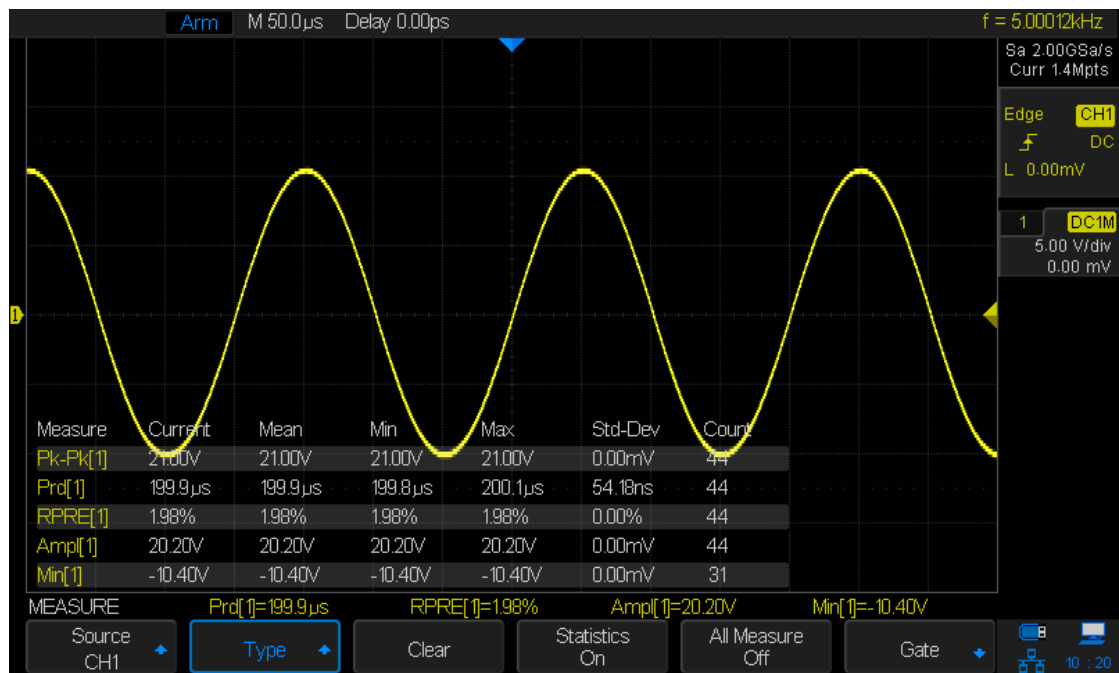 Arm M 50.0µs Delay 0.00ps f = 5.00012kHz
Sa 2.00GSa/s
Curr 1.4Mpts
Edge CH1
DC
L 0.00mV
1 DC1M
5.00 V/div
0.00 mV
1
Measure Current Mean Min Max Std-Dev Count
Pk-Pk[1] 21.00V 21.00V 21.00V 21.00V 0.00mV 44
Prd[1] 199.9µs 199.9µs 199.8µs 200.1µs 54.18ns 44
RPRE[1] 1.98% 1.98% 1.98% 1.98% 0.00% 44
Ampl[1] 20.20V 20.20V 20.20V 20.20V 0.00mV 44
Min[1] -10.40V -10.40V -10.40V -10.40V 0.00mV 31
MEASURE Prd[1]=199.9µs RPRE[1]=1.98% Ampl[1]=20.20V Min[1]=-10.40V
Source
CH1
Type
Clear
Statistics
On
All Measure
Off
Gate
10 : 20